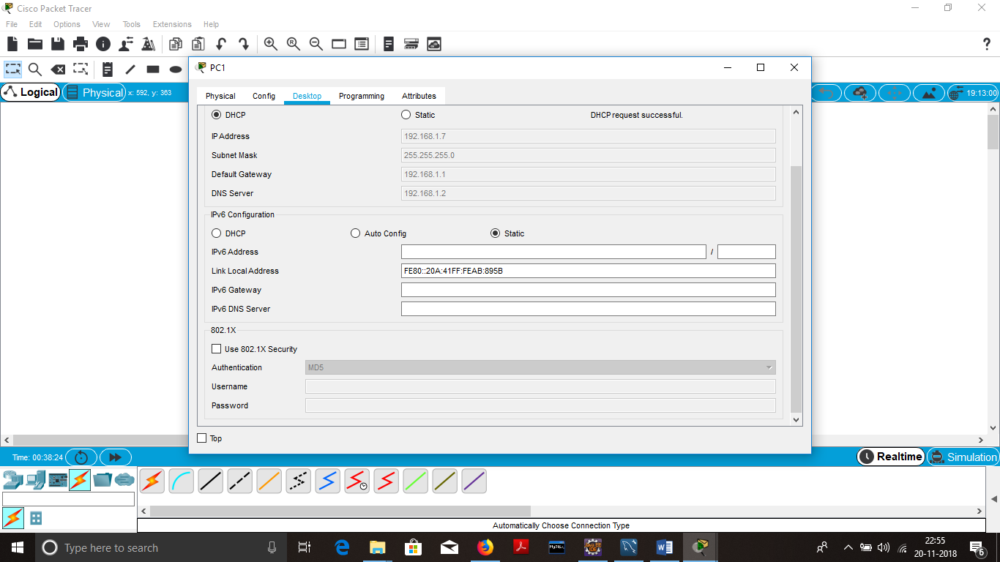 Cisco Packet Tracer
File Edit Options View Tools Extensions Help
?
PC1
Logical Physical x: 592, y: 363
19:13:00
Physical Config Desktop Programming Attributes
DHCP Static DHCP request successful.
IP Address 192.168.1.7
Subnet Mask 255.255.255.0
Default Gateway 192.168.1.1
DNS Server 192.168.1.2
IPv6 Configuration
DHCP Auto Config Static
IPv6 Address /
Link Local Address FE80::20A:41FF:FEAB:895B
IPv6 Gateway
IPv6 DNS Server
802.1X
Use 802.1X Security
Authentication MD5
Username
Password
Top
Time: 00:38:24 Realtime Simulation
Automatically Choose Connection Type
Type here to search
MySQL
22:55
20-11-2018
6